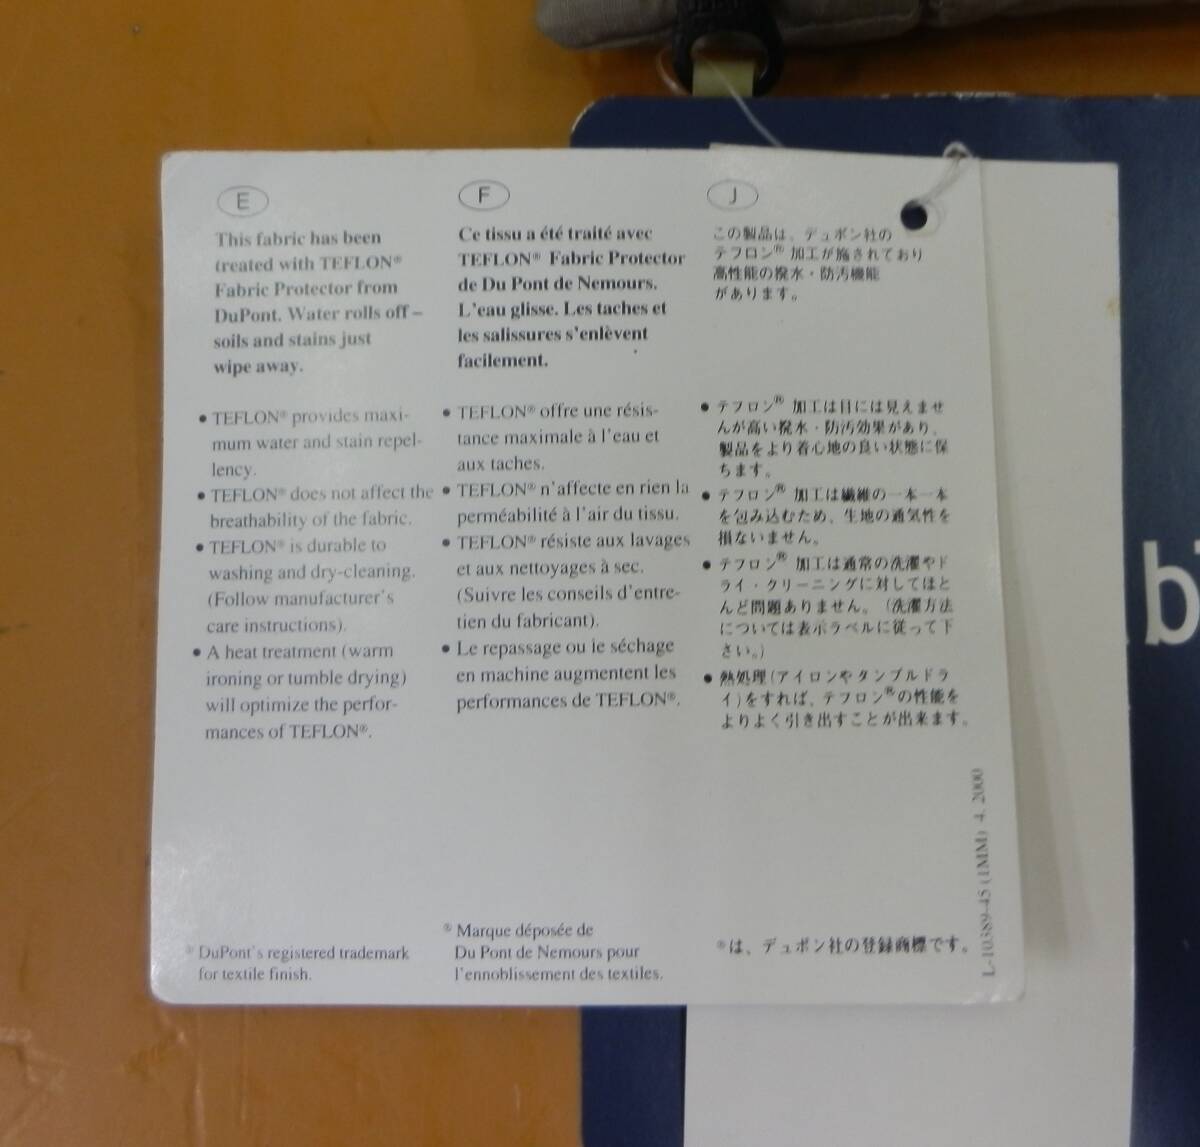 E
This fabric has been
treated with TEFLON®
Fabric Protector from
DuPont. Water rolls off –
soils and stains just
wipe away.
• TEFLON® provides maxi-
mum water and stain repel-
lency.
• TEFLON® does not affect the
breathability of the fabric.
• TEFLON® is durable to
washing and dry-cleaning.
(Follow manufacturer's
care instructions).
• A heat treatment (warm
ironing or tumble drying)
will optimize the perfor-
mances of TEFLON®.
® DuPont's registered trademark
for textile finish.
F
Ce tissu a été traité avec
TEFLON® Fabric Protector
de Du Pont de Nemours.
L'eau glisse. Les taches et
les salissures s'enlèvent
facilement.
• TEFLON® offre une résis-
tance maximale à l'eau et
aux taches.
• TEFLON® n'affecte en rien la
perméabilité à l'air du tissu.
• TEFLON® résiste aux lavages
et aux nettoyages à sec.
(Suivre les conseils d'entre-
tien du fabricant).
• Le repassage ou le séchage
en machine augmentent les
performances de TEFLON®.
® Marque déposée de
Du Pont de Nemours pour
l'ennoblissement des textiles.
J
この製品は、デュポン社の
テフロン® 加工が施されており
高性能の撥水・防汚機能
があります。
• テフロン® 加工は目には見えませ
んが高い撥水・防汚効果があり、
製品をより着心地の良い状態に保
ちます。
• テフロン® 加工は繊維の一本一本
を包み込むため、生地の通気性を
損ないません。
• テフロン® 加工は通常の洗濯やド
ライ・クリーニングに対してほと
んど問題ありません。(洗濯方法
については表示ラベルに従って下
さい。)
• 熱処理(アイロンやタンブルドラ
イ)をすれば、テフロン®の性能を
よりよく引き出すことが出来ます。
®は、デュポン社の登録商標です。
L-10389-45 (1MM) 4. 2000
b